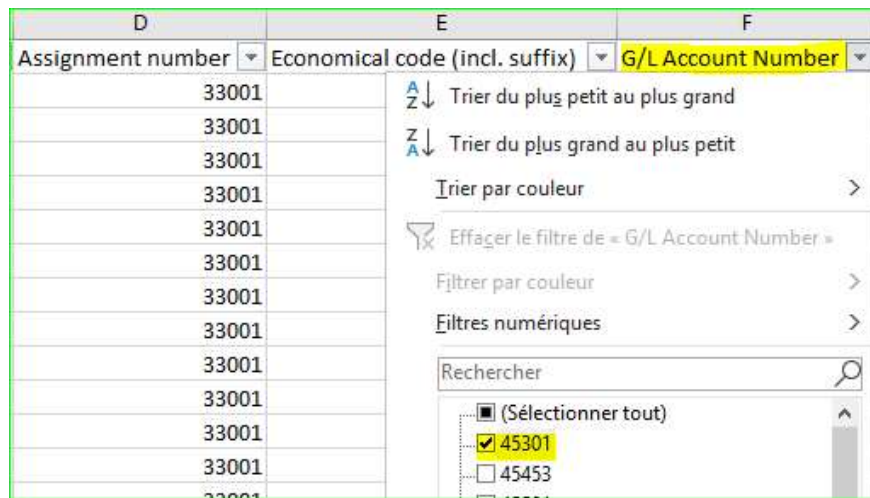 D E F
Assignment number Economical code (incl. suffix) G/L Account Number
33001 Trier du plus petit au plus grand
33001
33001 Trier du plus grand au plus petit
33001 Trier par couleur
33001 Effacer le filtre de « G/L Account Number »
33001
33001 Filtrer par couleur
33001 Filtres numériques
33001 Rechercher
33001
33001 (Sélectionner tout)
33001 45301
45453